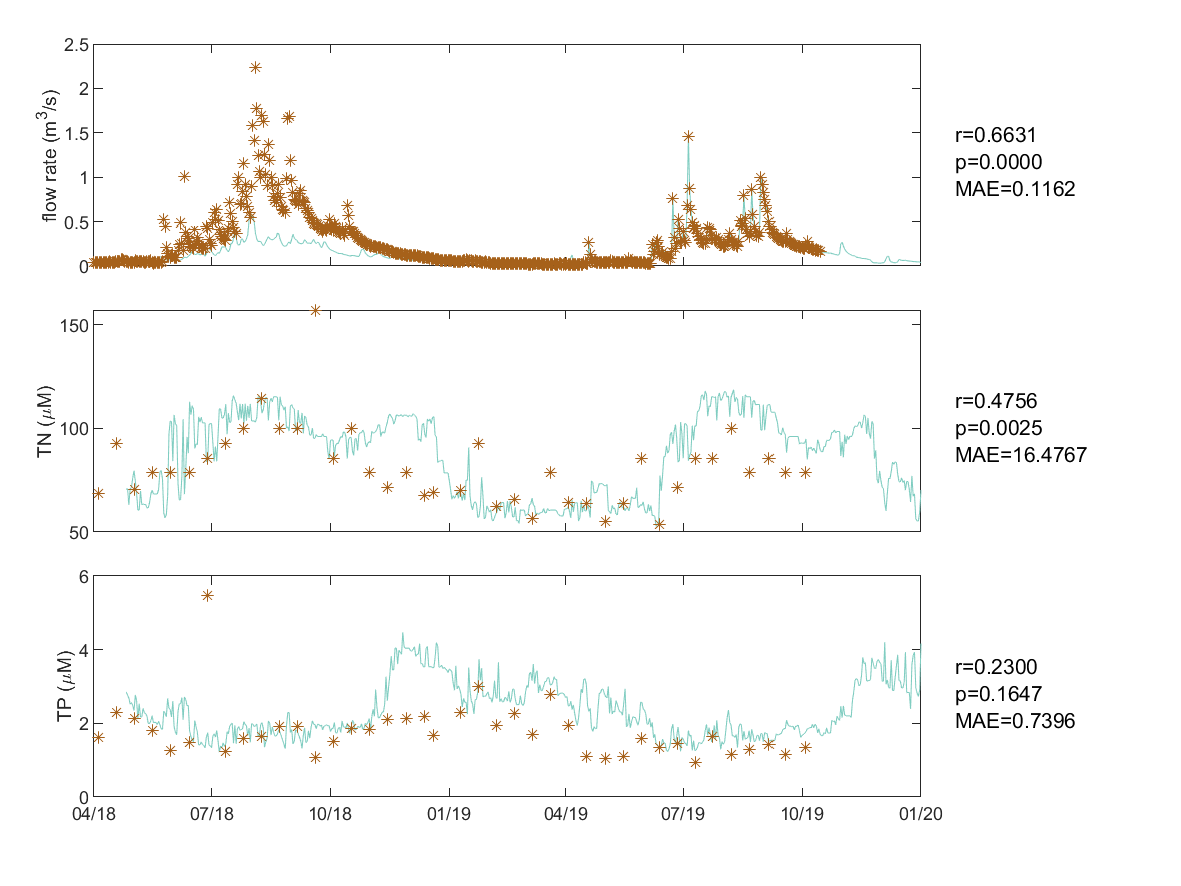 2.5
2
1.5
1
0.5
0
flow rate (m³/s)
r=0.6631
p=0.0000
MAE=0.1162
150
100
50
TN (μM)
r=0.4756
p=0.0025
MAE=16.4767
6
4
2
0
TP (μM)
r=0.2300
p=0.1647
MAE=0.7396
04/18 07/18 10/18 01/19 04/19 07/19 10/19 01/20